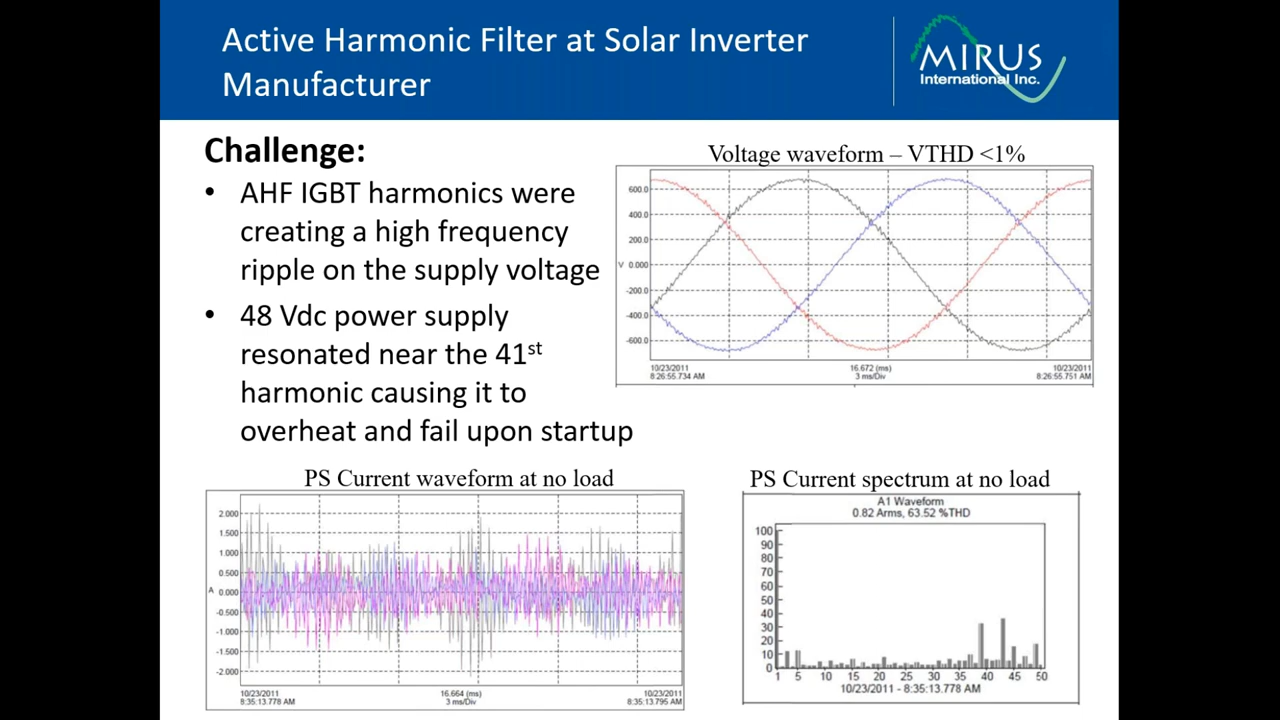 Active Harmonic Filter at Solar Inverter
Manufacturer
MIRUS
International Inc.
Challenge:
• AHF IGBT harmonics were
creating a high frequency
ripple on the supply voltage
• 48 Vdc power supply
resonated near the 41st
harmonic causing it to
overheat and fail upon startup
Voltage waveform – VTHD <1%
600.0
400.0
200.0
V 0.000
-200.0
-400.0
-600.0
10/23/2011 16.672 (ms) 10/23/2011
8:26:55.734 AM 3 ms/Div 8:26:55.751 AM
PS Current waveform at no load
2.000
1.500
1.000
0.500
A 0.000
-0.500
-1.000
-1.500
-2.000
10/23/2011 16.664 (ms) 10/23/2011
8:35:13.778 AM 3 ms/Div 8:35:13.795 AM
PS Current spectrum at no load
A1 Waveform
0.82 Arms, 63.52 %THD
100
90
80
70
60
50
40
30
20
10
0
1 5 10 15 20 25 30 35 40 45 50
10/23/2011 - 8:35:13.778 AM